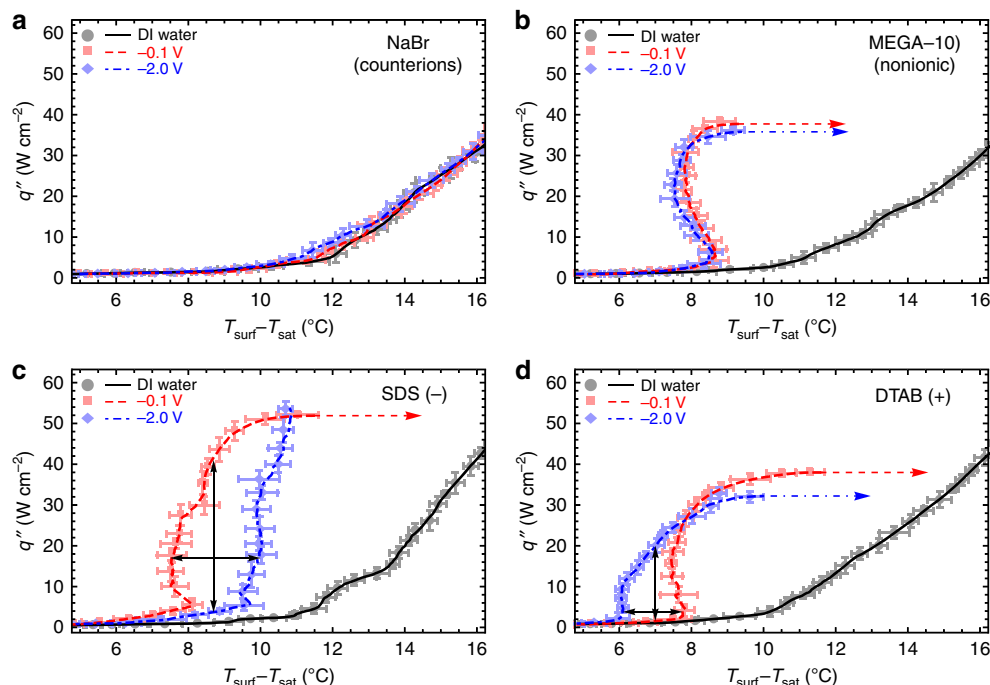 a
DI water
−0.1 V
−2.0 V
NaBr
(counterions)
60
50
40
30
20
10
0
q″ (W cm−2)
6 8 10 12 14 16
Tsurf−Tsat (°C)
b
DI water
−0.1 V
−2.0 V
MEGA−10)
(nonionic)
60
50
40
30
20
10
0
q″ (W cm−2)
6 8 10 12 14 16
Tsurf−Tsat (°C)
c
DI water
−0.1 V
−2.0 V
SDS (−)
60
50
40
30
20
10
0
q″ (W cm−2)
6 8 10 12 14 16
Tsurf−Tsat (°C)
d
DI water
−0.1 V
−2.0 V
DTAB (+)
60
50
40
30
20
10
0
q″ (W cm−2)
6 8 10 12 14 16
Tsurf−Tsat (°C)